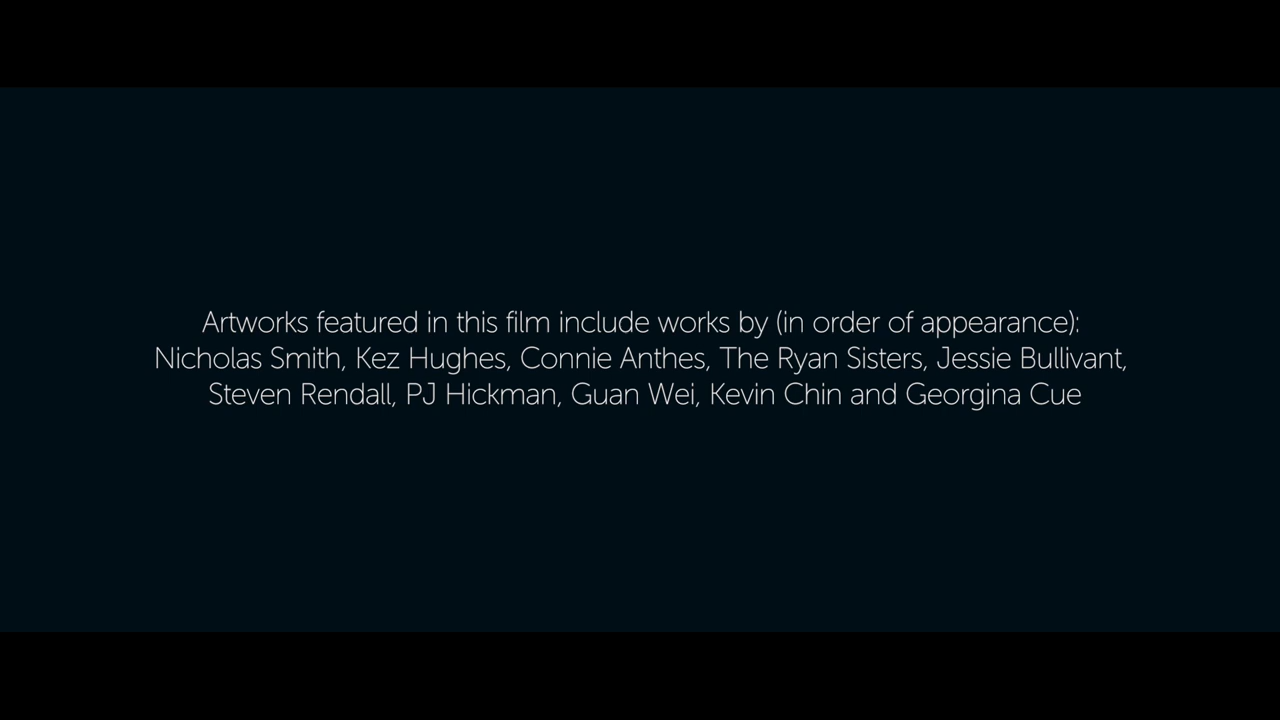 Artworks featured in this film include works by (in order of appearance):
Nicholas Smith, Kez Hughes, Connie Anthes, The Ryan Sisters, Jessie Bullivant,
Steven Rendall, PJ Hickman, Guan Wei, Kevin Chin and Georgina Cue